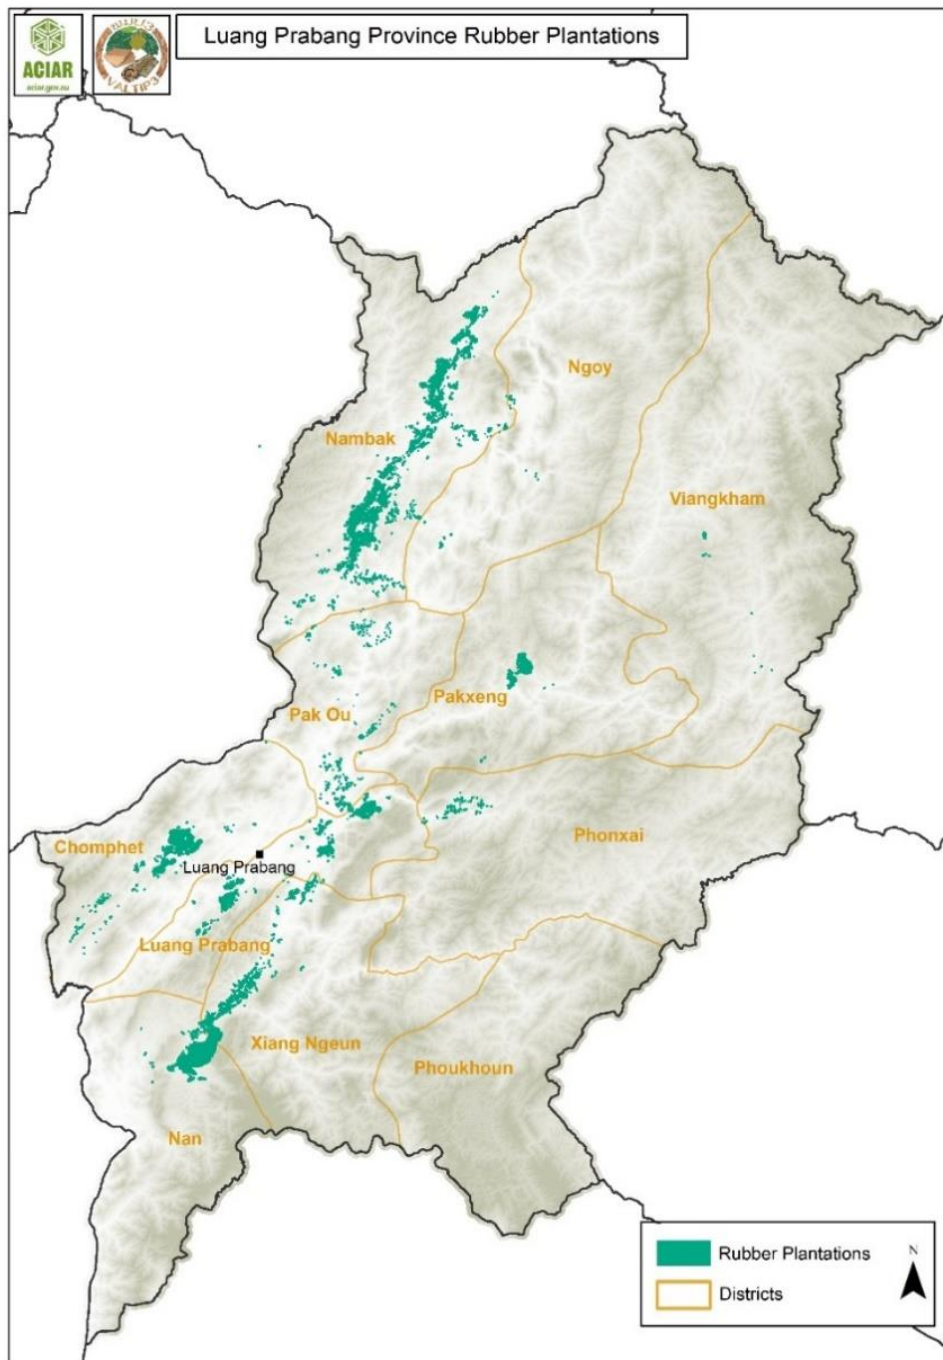 Luang Prabang Province Rubber Plantations
ACIAR
aciar.gov.au
VALTIP3
Ngoy
Nambak
Viangkham
Pakxeng
Pak Ou
Phonxai
Chomphet
Luang Prabang
Luang Prabang
Xiang Ngeun
Phoukhoun
Nan
Rubber Plantations
N
Districts